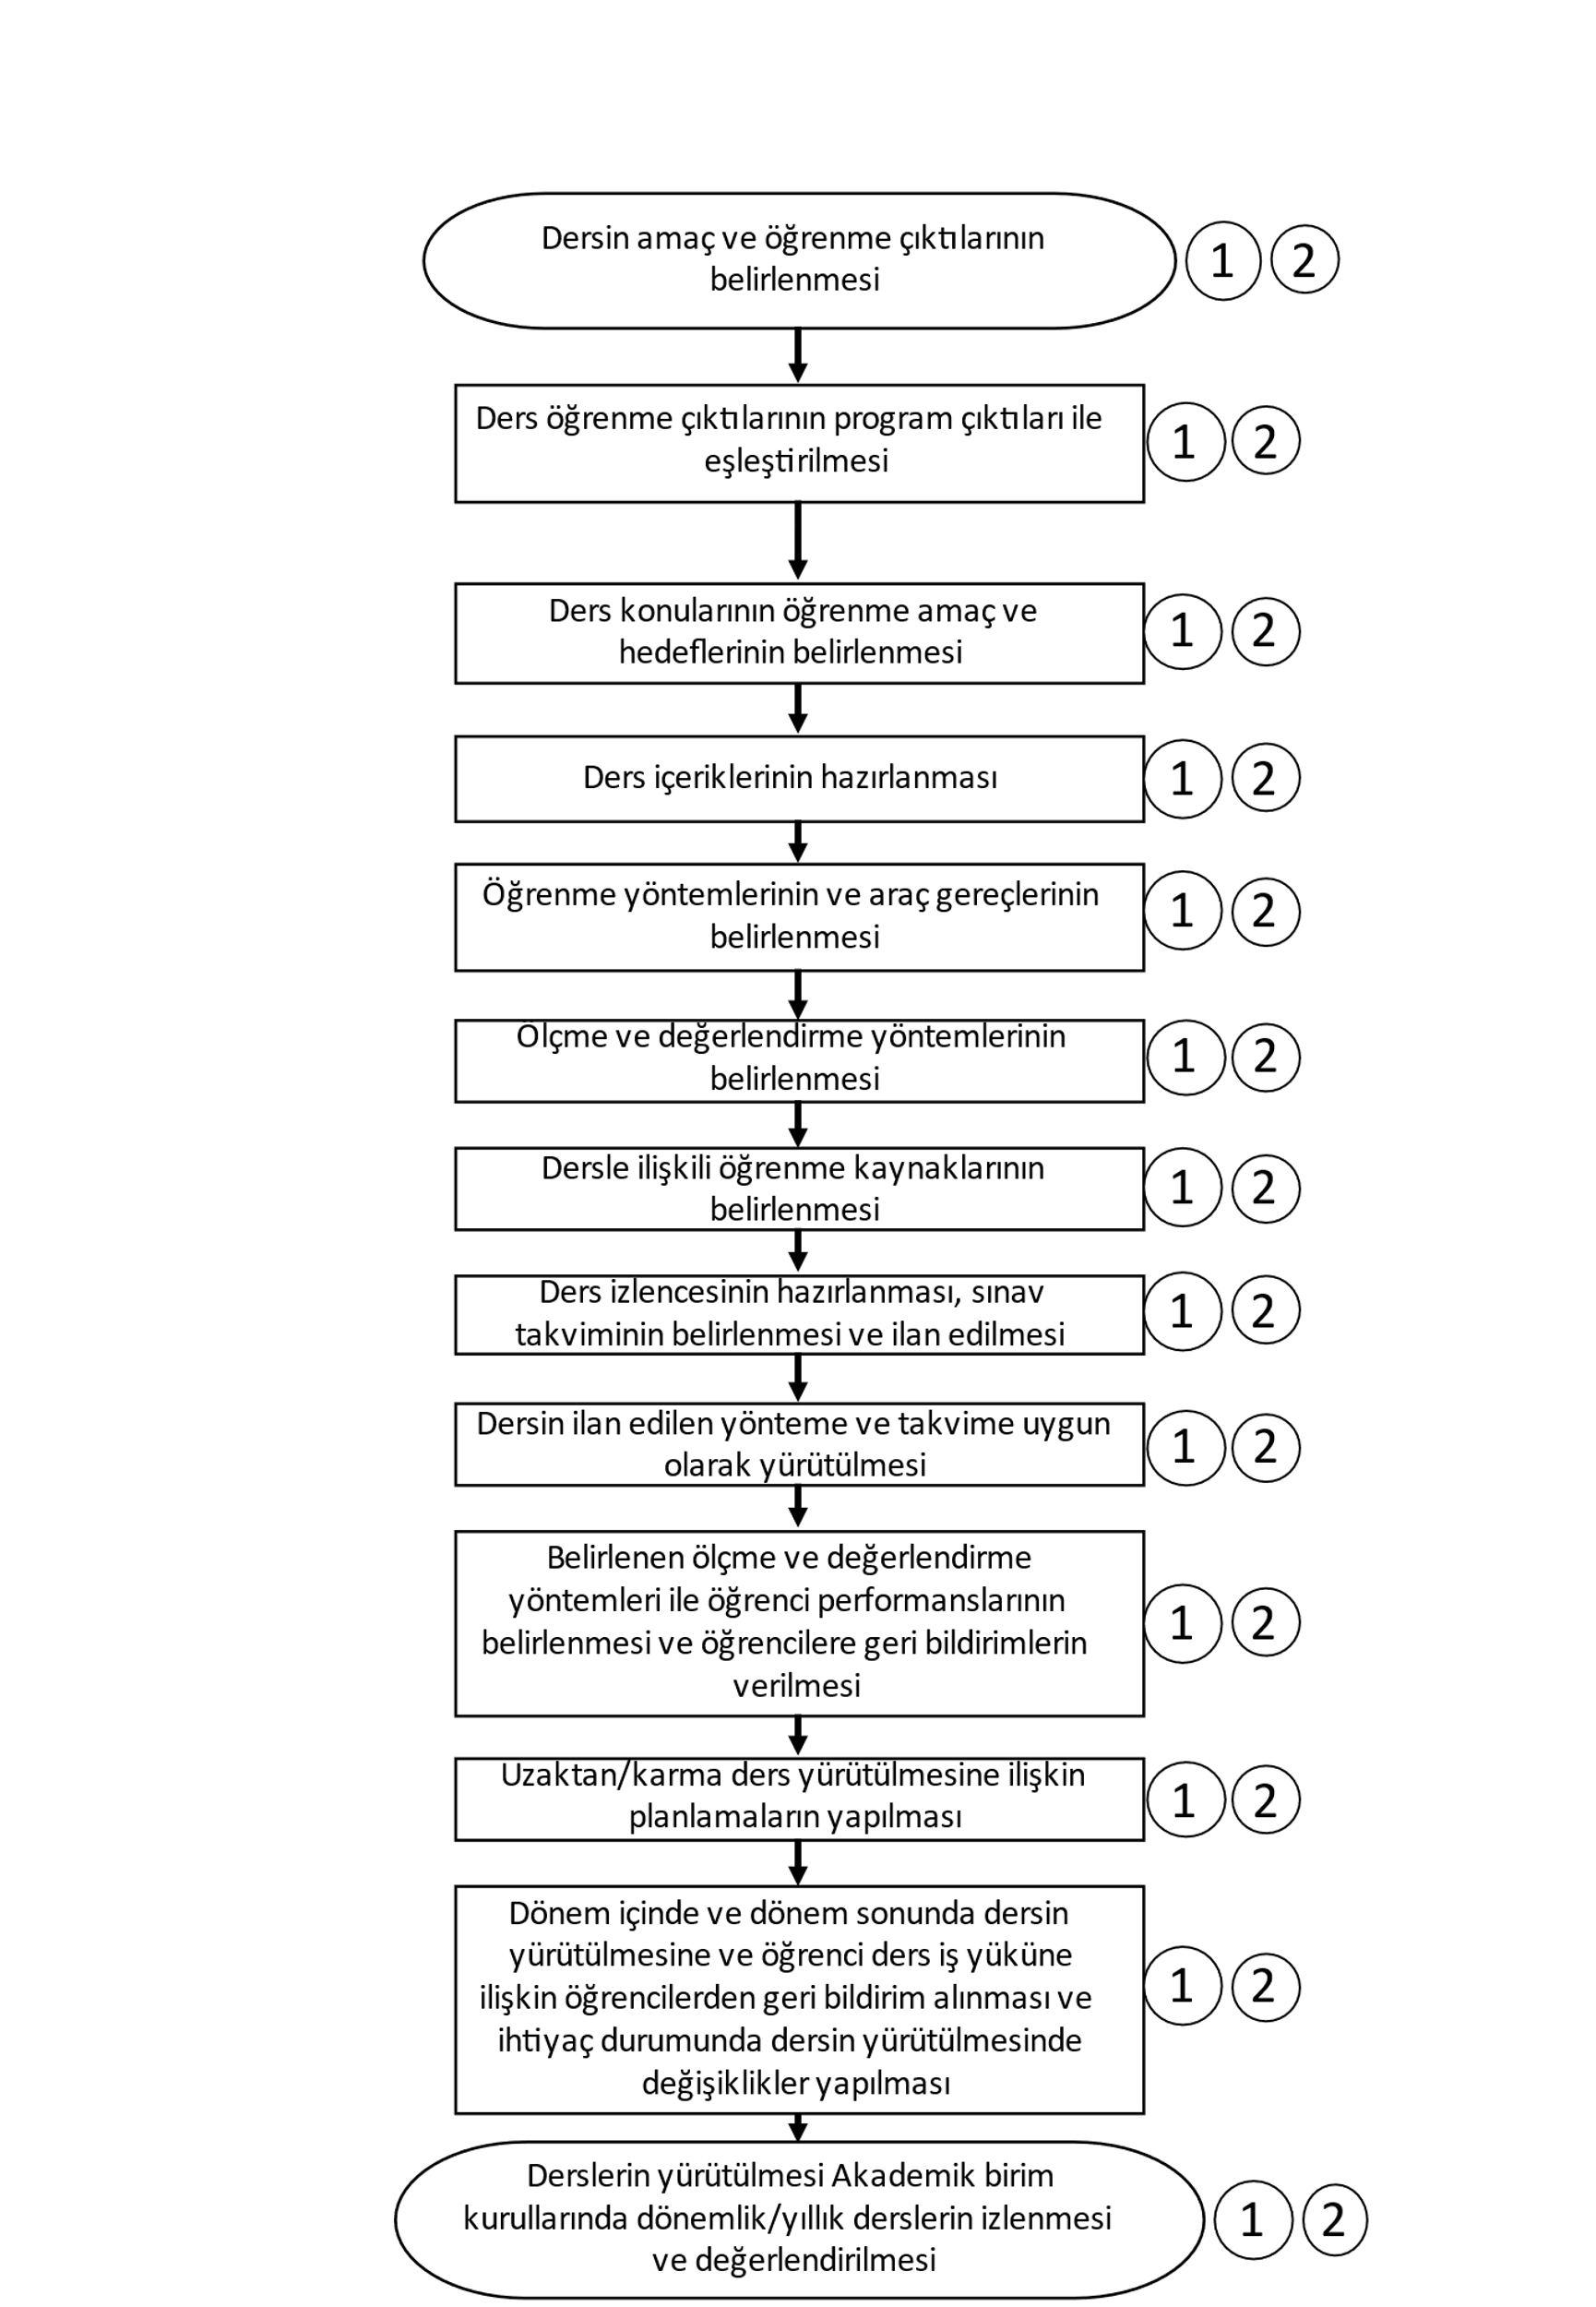 Dersin amaç ve öğrenme çıktılarının
belirlenmesi
1 2
Ders öğrenme çıktılarının program çıktıları ile
eşleştirilmesi
1 2
Ders konularının öğrenme amaç ve
hedeflerinin belirlenmesi
1 2
Ders içeriklerinin hazırlanması
1 2
Öğrenme yöntemlerinin ve araç gereçlerinin
belirlenmesi
1 2
Ölçme ve değerlendirme yöntemlerinin
belirlenmesi
1 2
Dersle ilişkili öğrenme kaynaklarının
belirlenmesi
1 2
Ders izlencesinin hazırlanması, sınav
takviminin belirlenmesi ve ilan edilmesi
1 2
Dersin ilan edilen yönteme ve takvime uygun
olarak yürütülmesi
1 2
Belirlenen ölçme ve değerlendirme
yöntemleri ile öğrenci performanslarının
belirlenmesi ve öğrencilere geri bildirimlerin
verilmesi
1 2
Uzaktan/karma ders yürütülmesine ilişkin
planlamaların yapılması
1 2
Dönem içinde ve dönem sonunda dersin
yürütülmesine ve öğrenci ders iş yüküne
ilişkin öğrencilerden geri bildirim alınması ve
ihtiyaç durumunda dersin yürütülmesinde
değişiklikler yapılması
1 2
Derslerin yürütülmesi Akademik birim
kurullarında dönemlik/yıllık derslerin izlenmesi
ve değerlendirilmesi
1 2